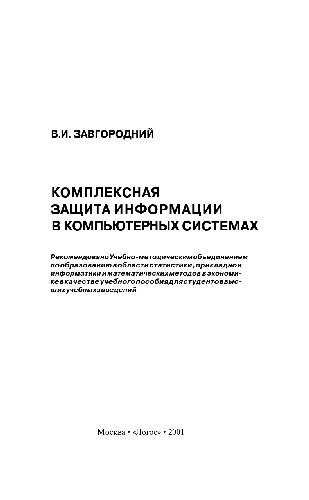 В.И. ЗАВГОРОДНИЙ
КОМПЛЕКСНАЯ
ЗАЩИТА ИНФОРМАЦИИ
В КОМПЬЮТЕРНЫХ СИСТЕМАХ
Рекомендовано Учебно-методическим объединением
по образованию в области статистики, прикладной
информатики и математических методов в экономи-
ке в качестве учебного пособия для студентов выс-
ших учебных заведений
Москва • «Логос» • 2001